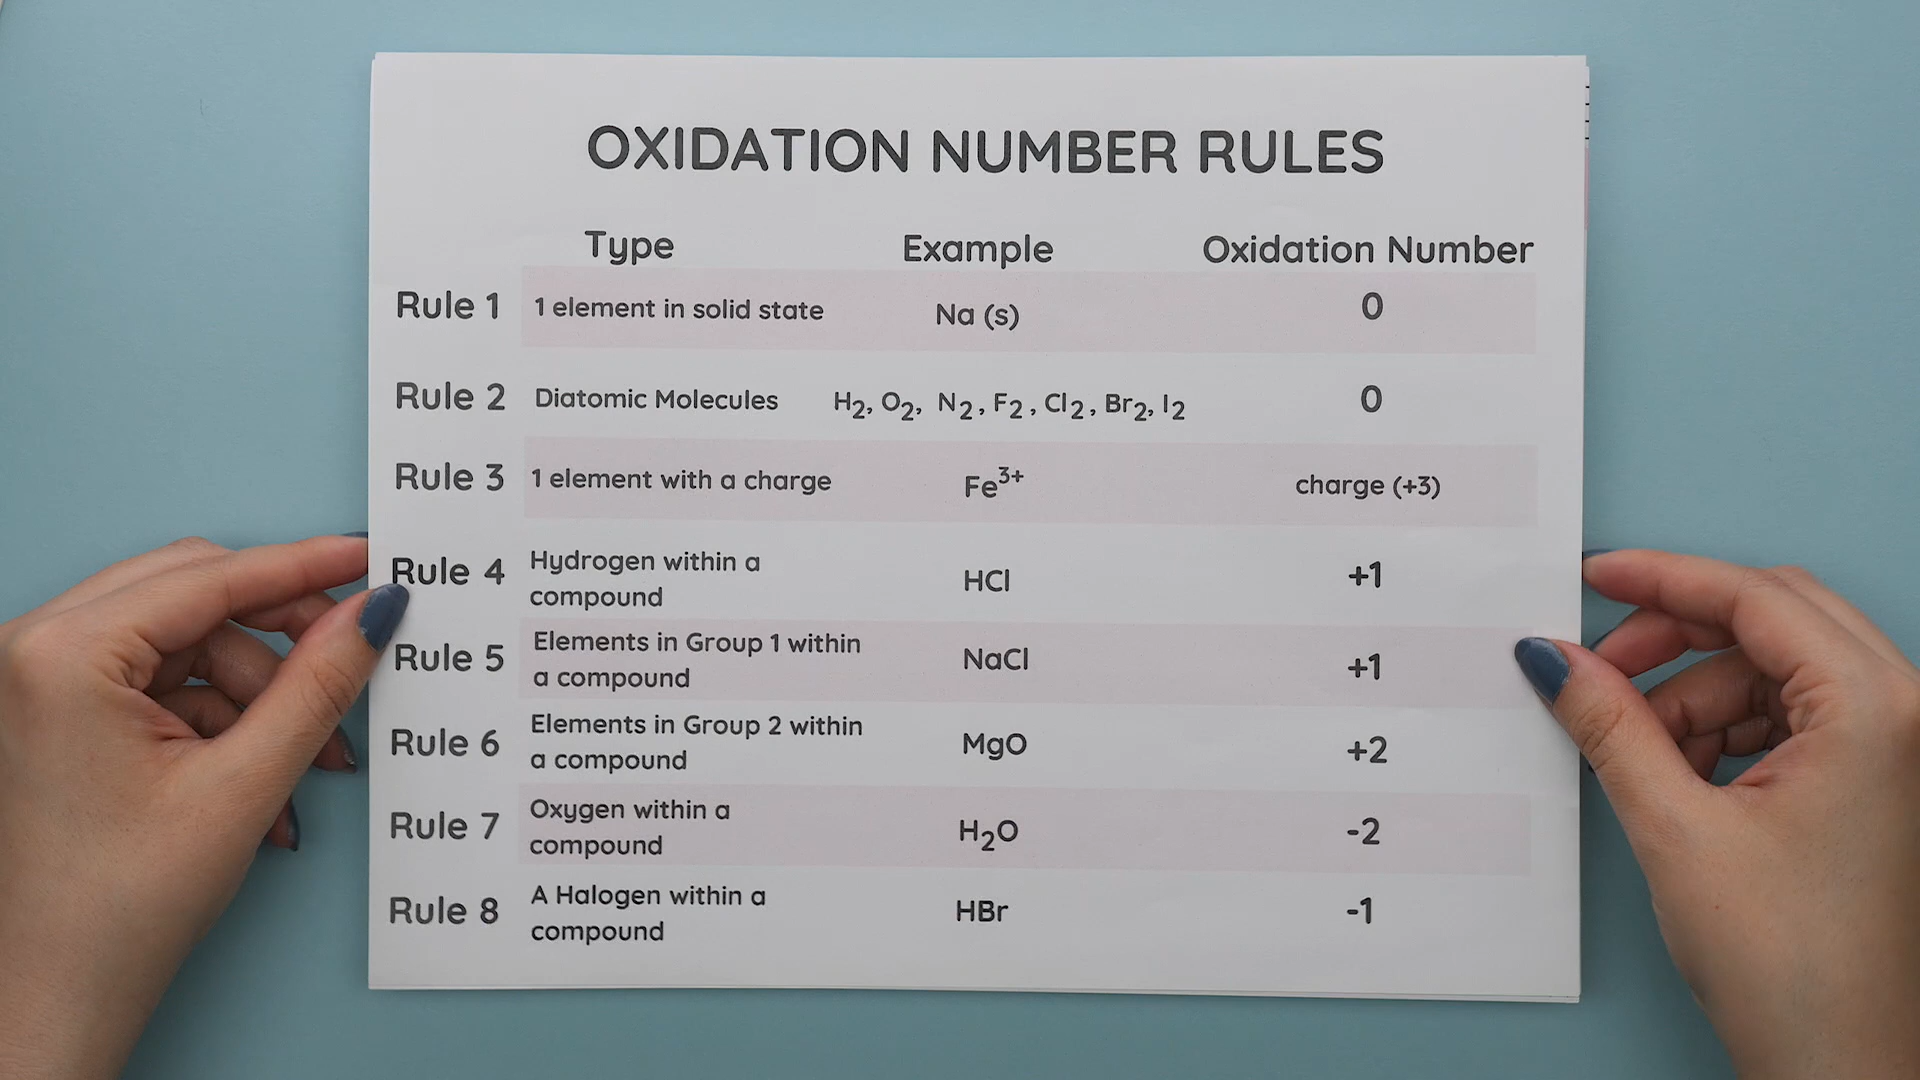 OXIDATION NUMBER RULES
Type Example Oxidation Number
Rule 1 1 element in solid state Na (s) 0
Rule 2 Diatomic Molecules H₂, O₂, N₂, F₂, Cl₂, Br₂, I₂ 0
Rule 3 1 element with a charge Fe³⁺ charge (+3)
Rule 4 Hydrogen within a
compound HCl +1
Rule 5 Elements in Group 1 within
a compound NaCl +1
Rule 6 Elements in Group 2 within
a compound MgO +2
Rule 7 Oxygen within a
compound H₂O -2
Rule 8 A Halogen within a
compound HBr -1